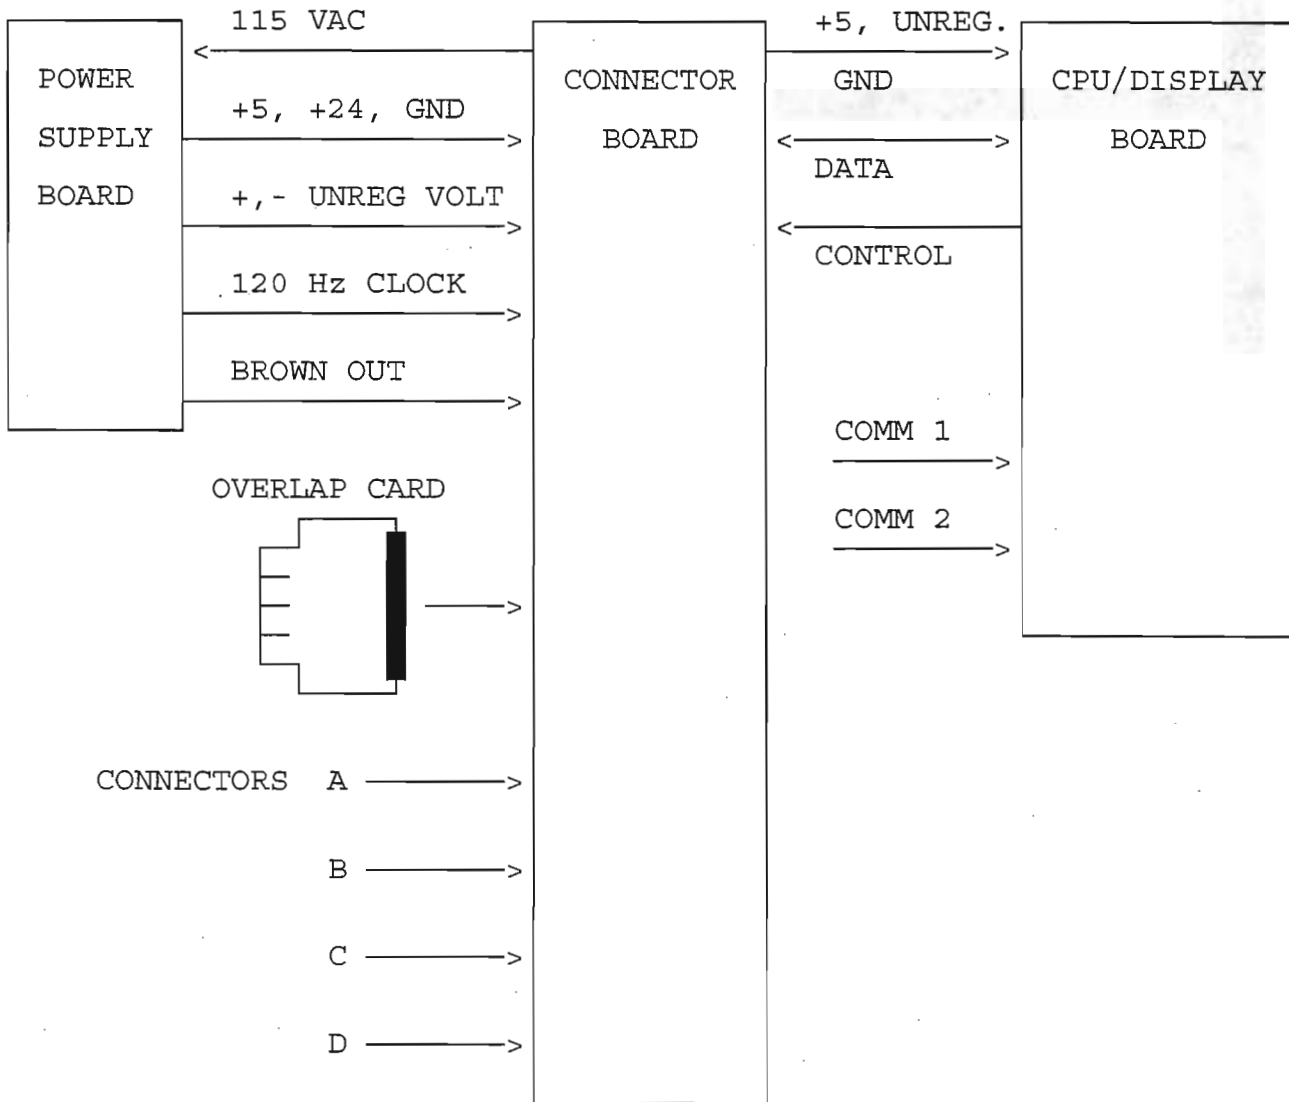 115 VAC
POWER
SUPPLY
BOARD
+5, +24, GND
+,- UNREG VOLT
120 Hz CLOCK
BROWN OUT
OVERLAP CARD
CONNECTORS A
B
C
D
CONNECTOR
BOARD
+5, UNREG.
GND
DATA
CONTROL
COMM 1
COMM 2
CPU/DISPLAY
BOARD